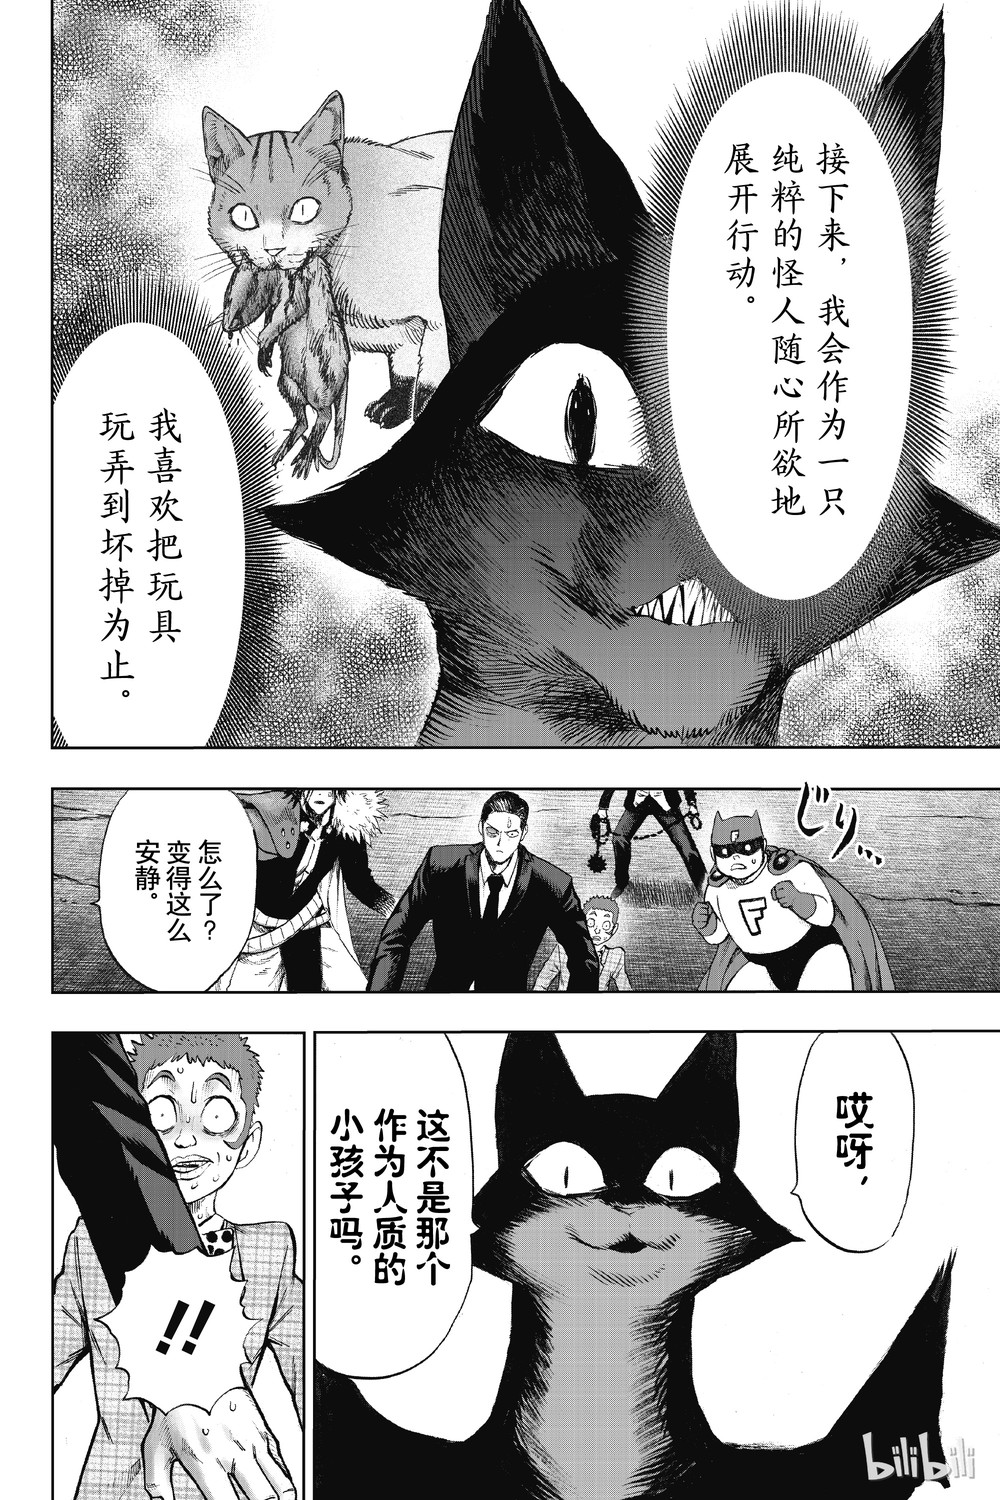 接下来，我会作为一只
纯粹的怪人随心所欲地
展开行动。
我喜欢把玩具
玩弄到坏掉为止。
じり…
F
F
怎么了？
变得这么
安静。
哎呀，
这不是那个
作为人质的
小孩子吗。
!!
bilibili